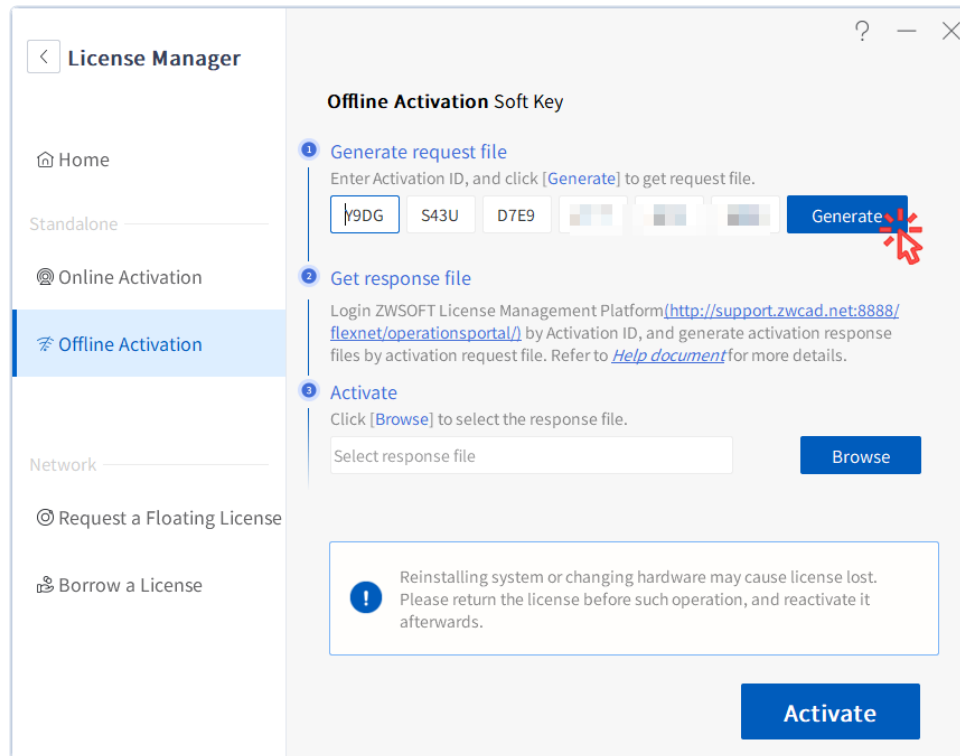 License Manager
Home
Standalone
Online Activation
Offline Activation
Network
Request a Floating License
Borrow a License
?
Offline Activation Soft Key
1 Generate request file
Enter Activation ID, and click [Generate] to get request file.
Y9DG S43U D7E9 Generate
2 Get response file
Login ZWSOFT License Management Platform(http://support.zwcad.net:8888/
flexnet/operationsportal/) by Activation ID, and generate activation response
files by activation request file. Refer to Help document for more details.
3 Activate
Click [Browse] to select the response file.
Select response file Browse
! Reinstalling system or changing hardware may cause license lost.
Please return the license before such operation, and reactivate it
afterwards.
Activate